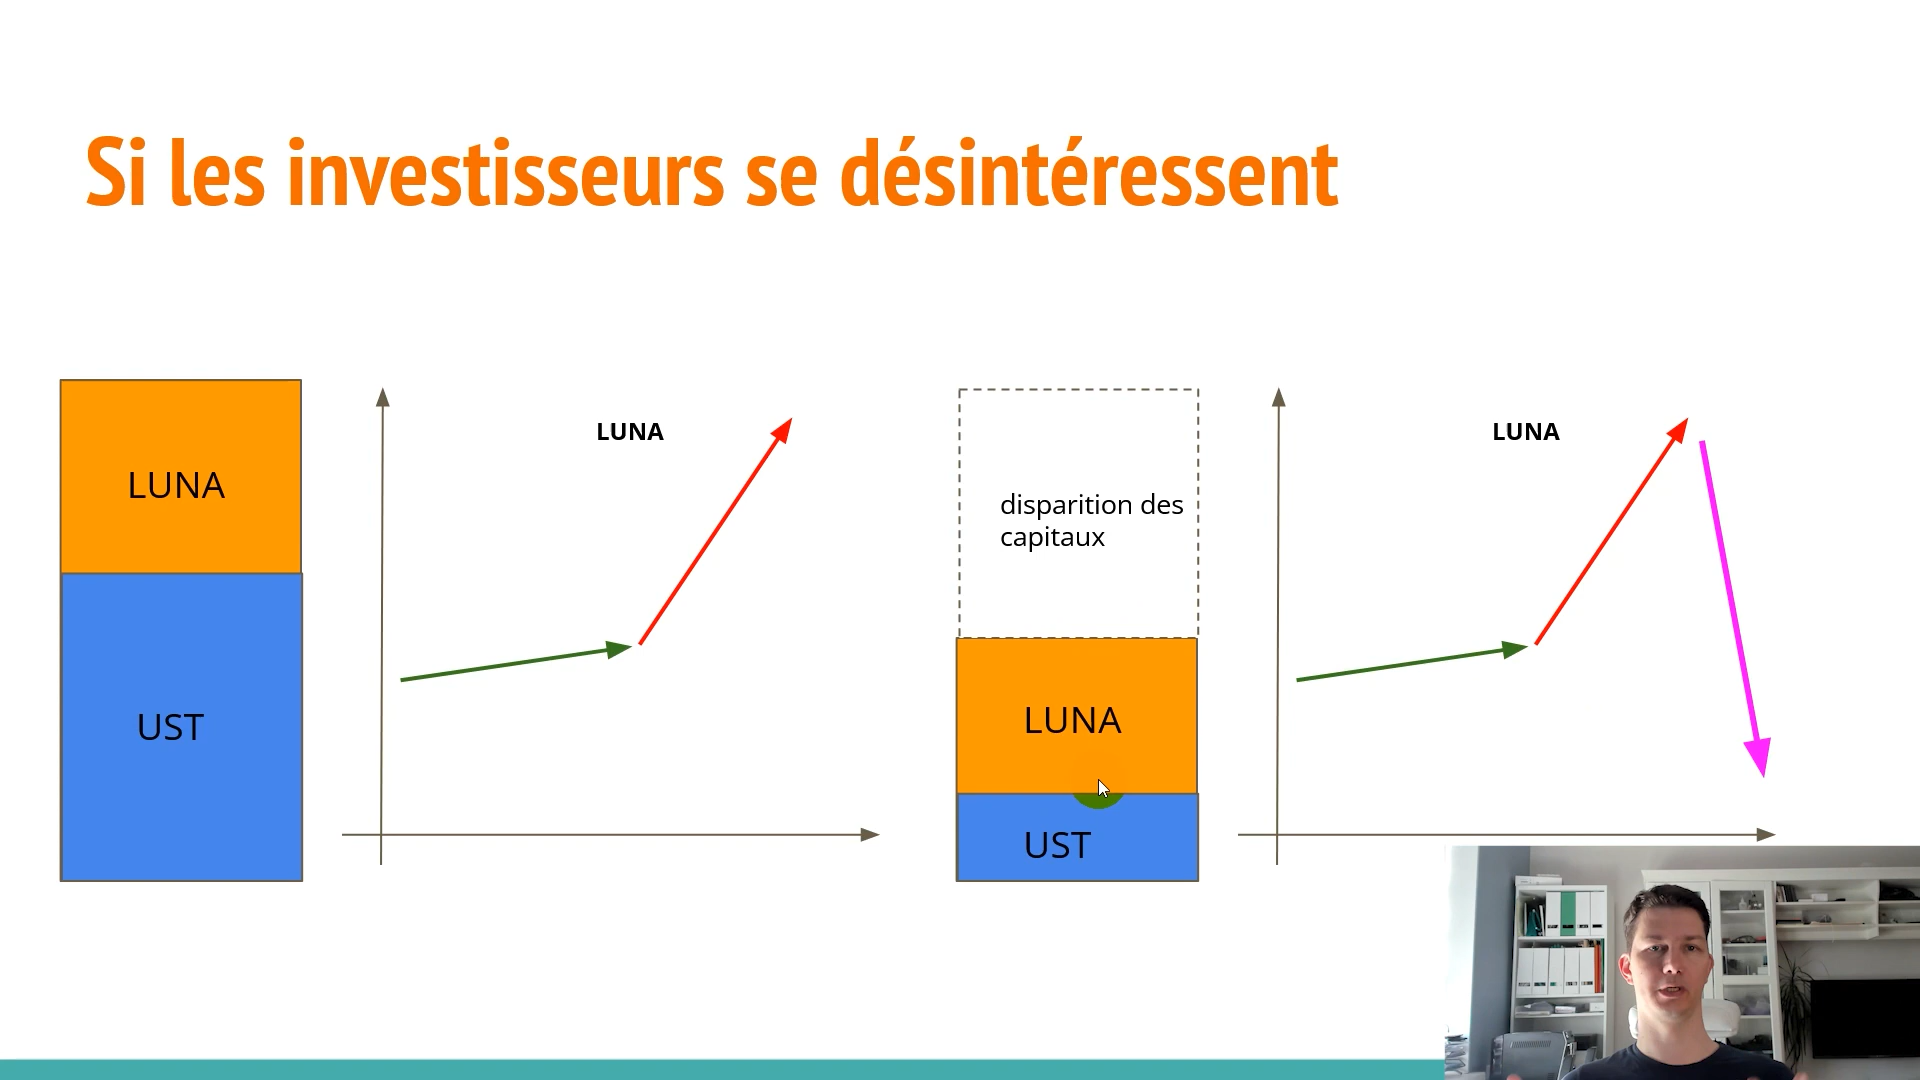 Si les investisseurs se désintéressent
LUNA
UST
LUNA
disparition des
capitaux
LUNA
UST
LUNA